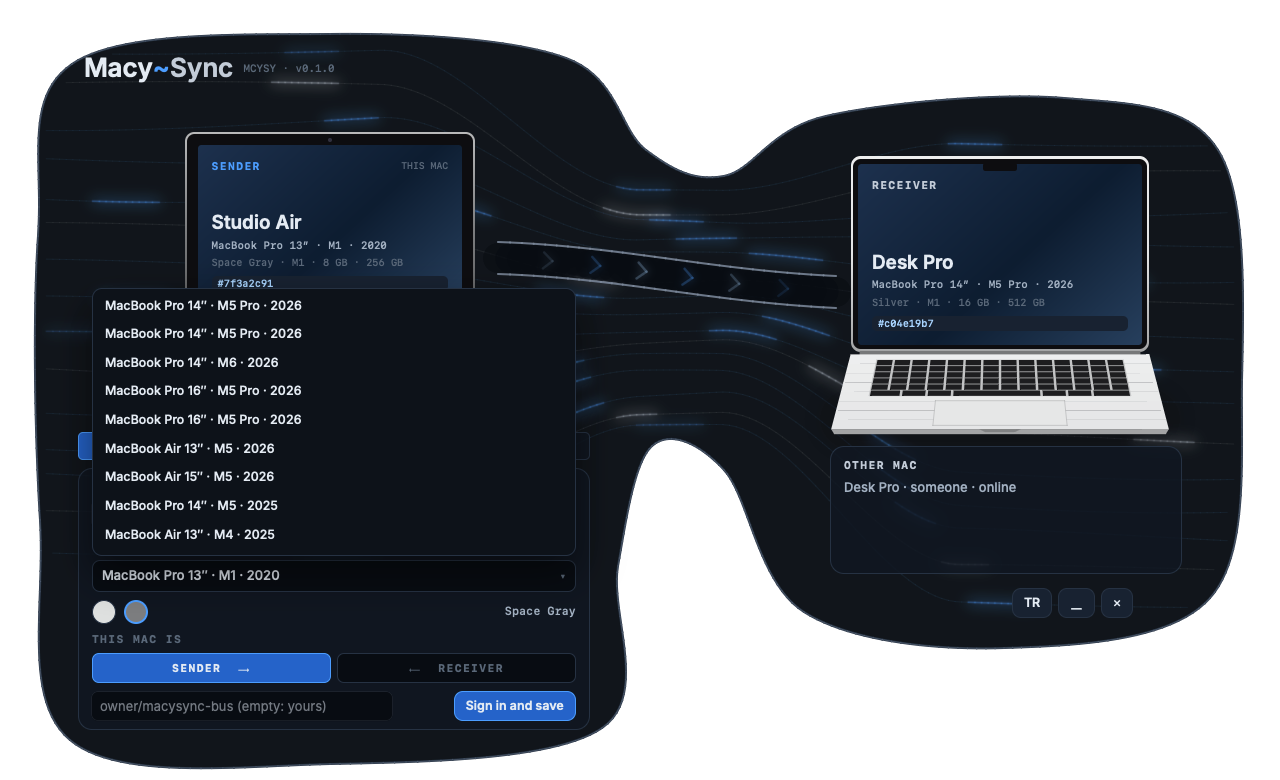 Macy~Sync MCYSY · v0.1.0
SENDER THIS MAC
Studio Air
MacBook Pro 13″ · M1 · 2020
Space Gray · M1 · 8 GB · 256 GB
#7f3a2c91
MacBook Pro 14″ · M5 Pro · 2026
MacBook Pro 14″ · M5 Pro · 2026
MacBook Pro 14″ · M6 · 2026
MacBook Pro 16″ · M5 Pro · 2026
MacBook Pro 16″ · M5 Pro · 2026
MacBook Air 13″ · M5 · 2026
MacBook Air 15″ · M5 · 2026
MacBook Pro 14″ · M5 · 2025
MacBook Air 13″ · M4 · 2025
MacBook Pro 13″ · M1 · 2020
Space Gray
THIS MAC IS
SENDER →
← RECEIVER
owner/macysync-bus (empty: yours)
Sign in and save
RECEIVER
Desk Pro
MacBook Pro 14″ · M5 Pro · 2026
Silver · M1 · 16 GB · 512 GB
#c04e19b7
OTHER MAC
Desk Pro · someone · online
TR _ ×